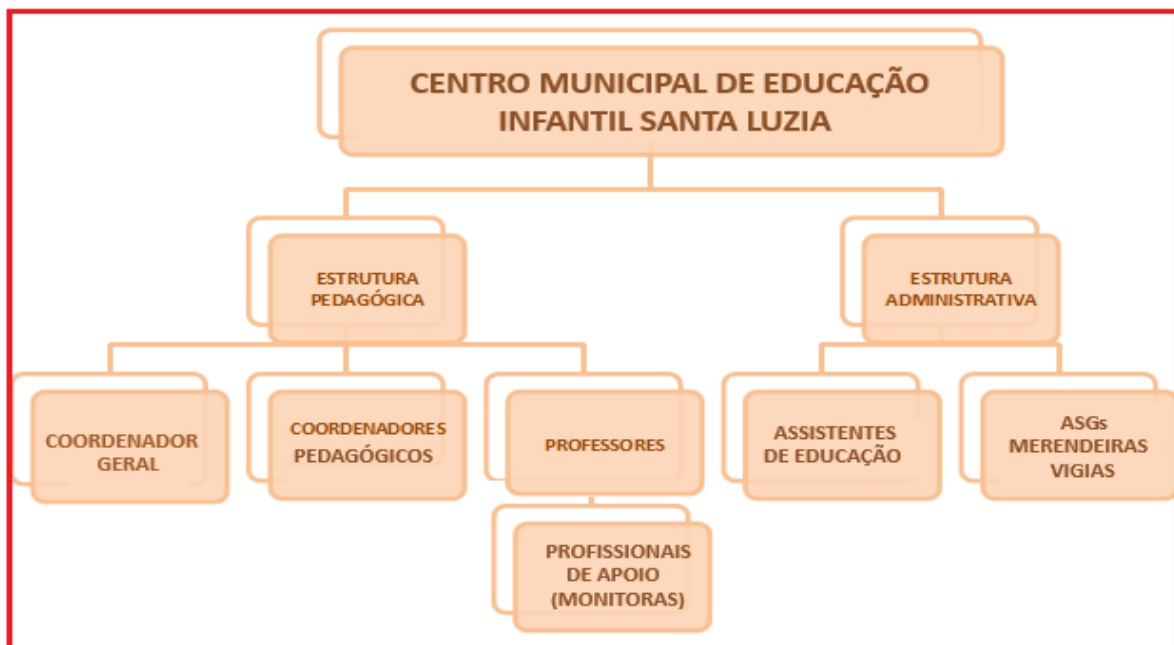 CENTRO MUNICIPAL DE EDUCAÇÃO
INFANTIL SANTA LUZIA
ESTRUTURA
PEDAGÓGICA
ESTRUTURA
ADMINISTRATIVA
COORDENADOR
GERAL
COORDENADORES
PEDAGÓGICOS
PROFESSORES
ASSISTENTES
DE EDUCAÇÃO
ASGs
MERENDEIRAS
VIGIAS
PROFISSIONAIS
DE APOIO
(MONITORAS)